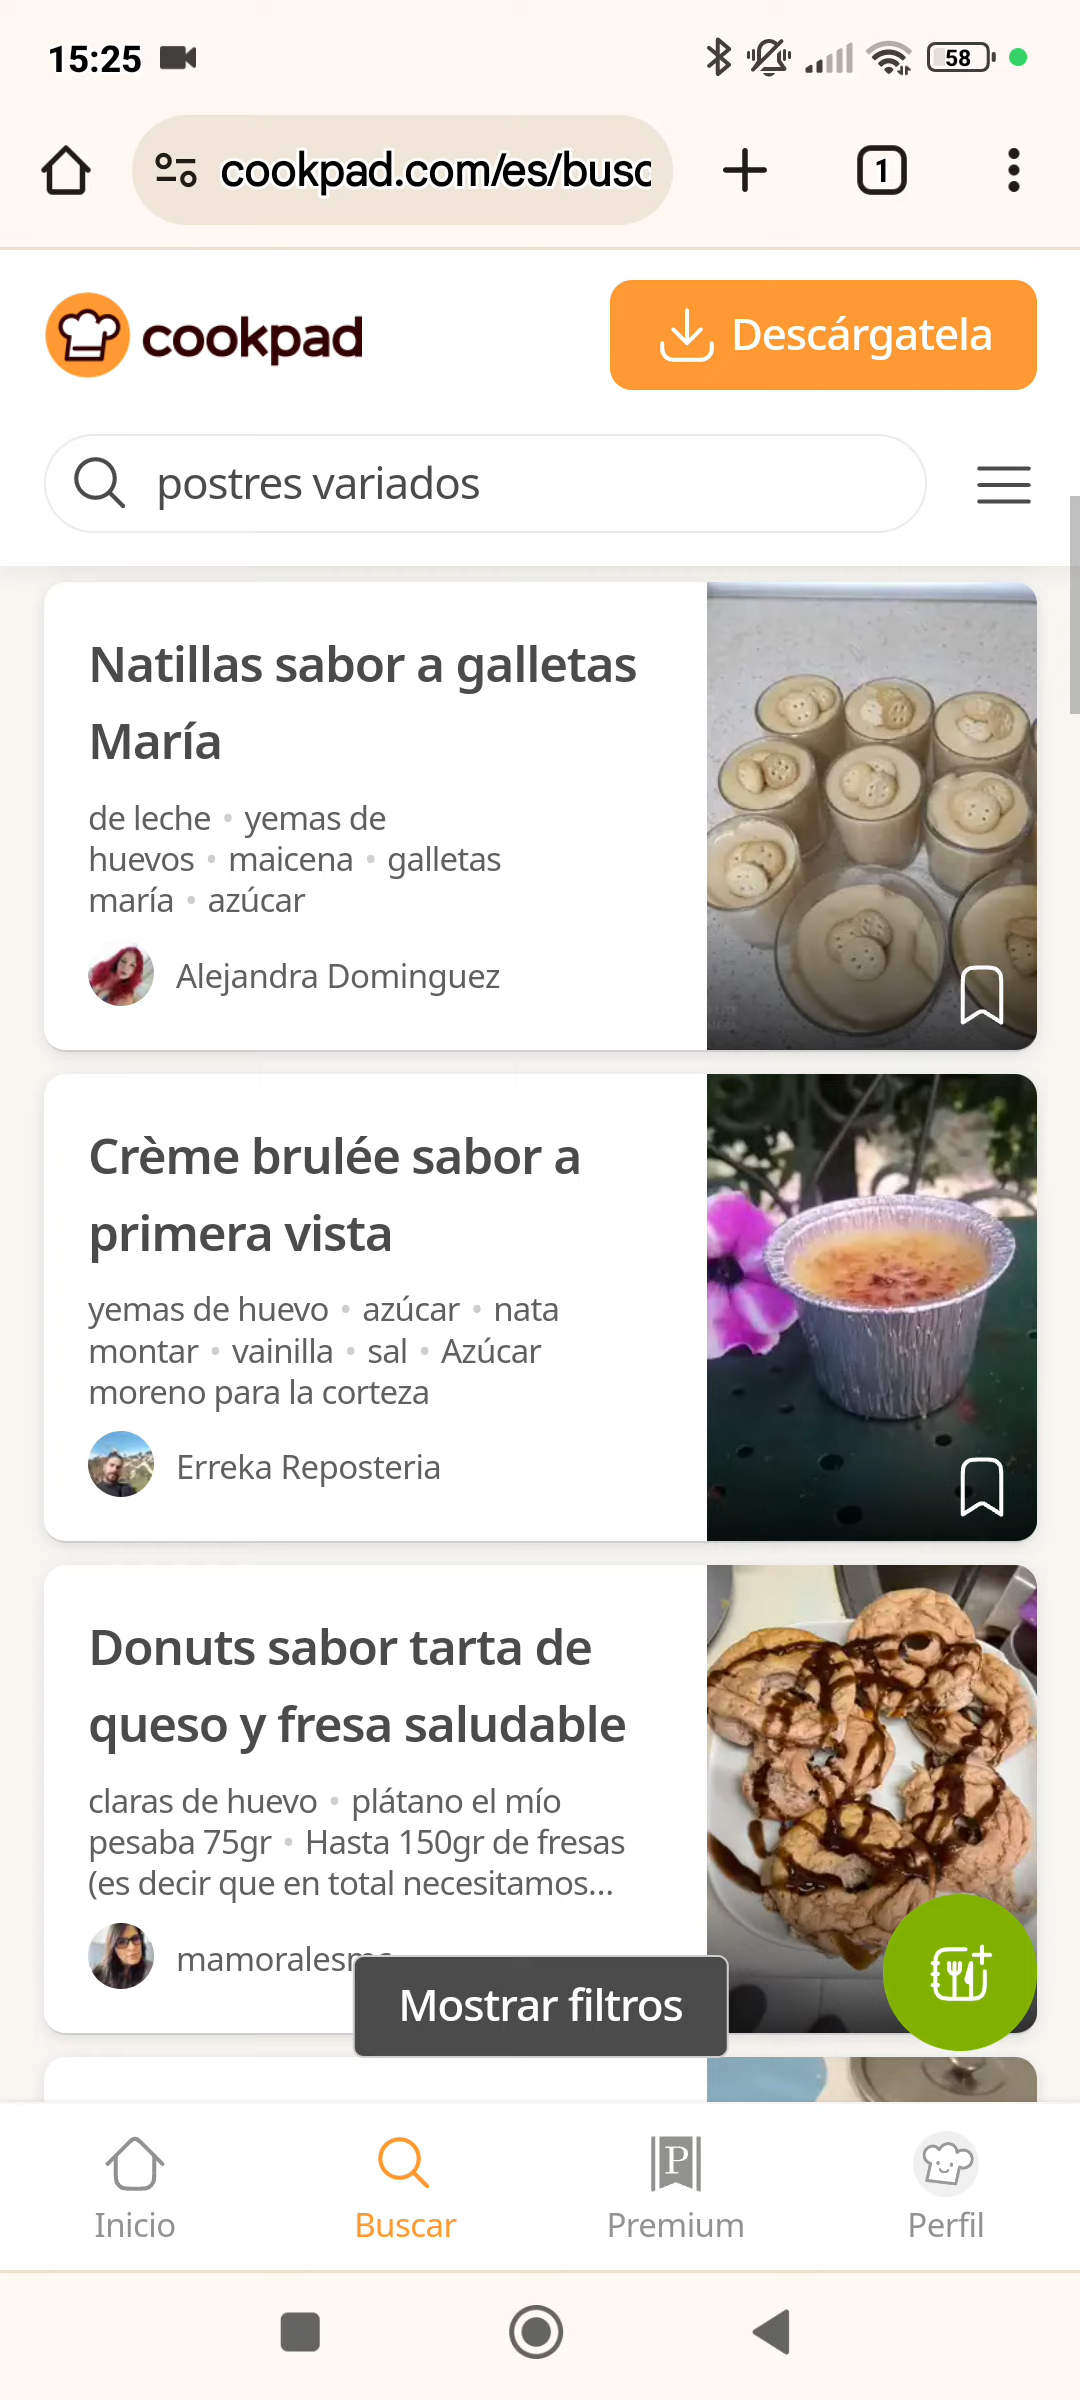 15:25
58
cookpad.com/es/busc
1
cookpad
Descárgatela
postres variados
Natillas sabor a galletas
María
de leche • yemas de
huevos • maicena • galletas
maría • azúcar
Alejandra Dominguez
Crème brulée sabor a
primera vista
yemas de huevo • azúcar • nata
montar • vainilla • sal • Azúcar
moreno para la corteza
Erreka Reposteria
Donuts sabor tarta de
queso y fresa saludable
claras de huevo • plátano el mío
pesaba 75gr • Hasta 150gr de fresas
(es decir que en total necesitamos...
Mostrar filtros
Inicio
Buscar
P
Premium
Perfil